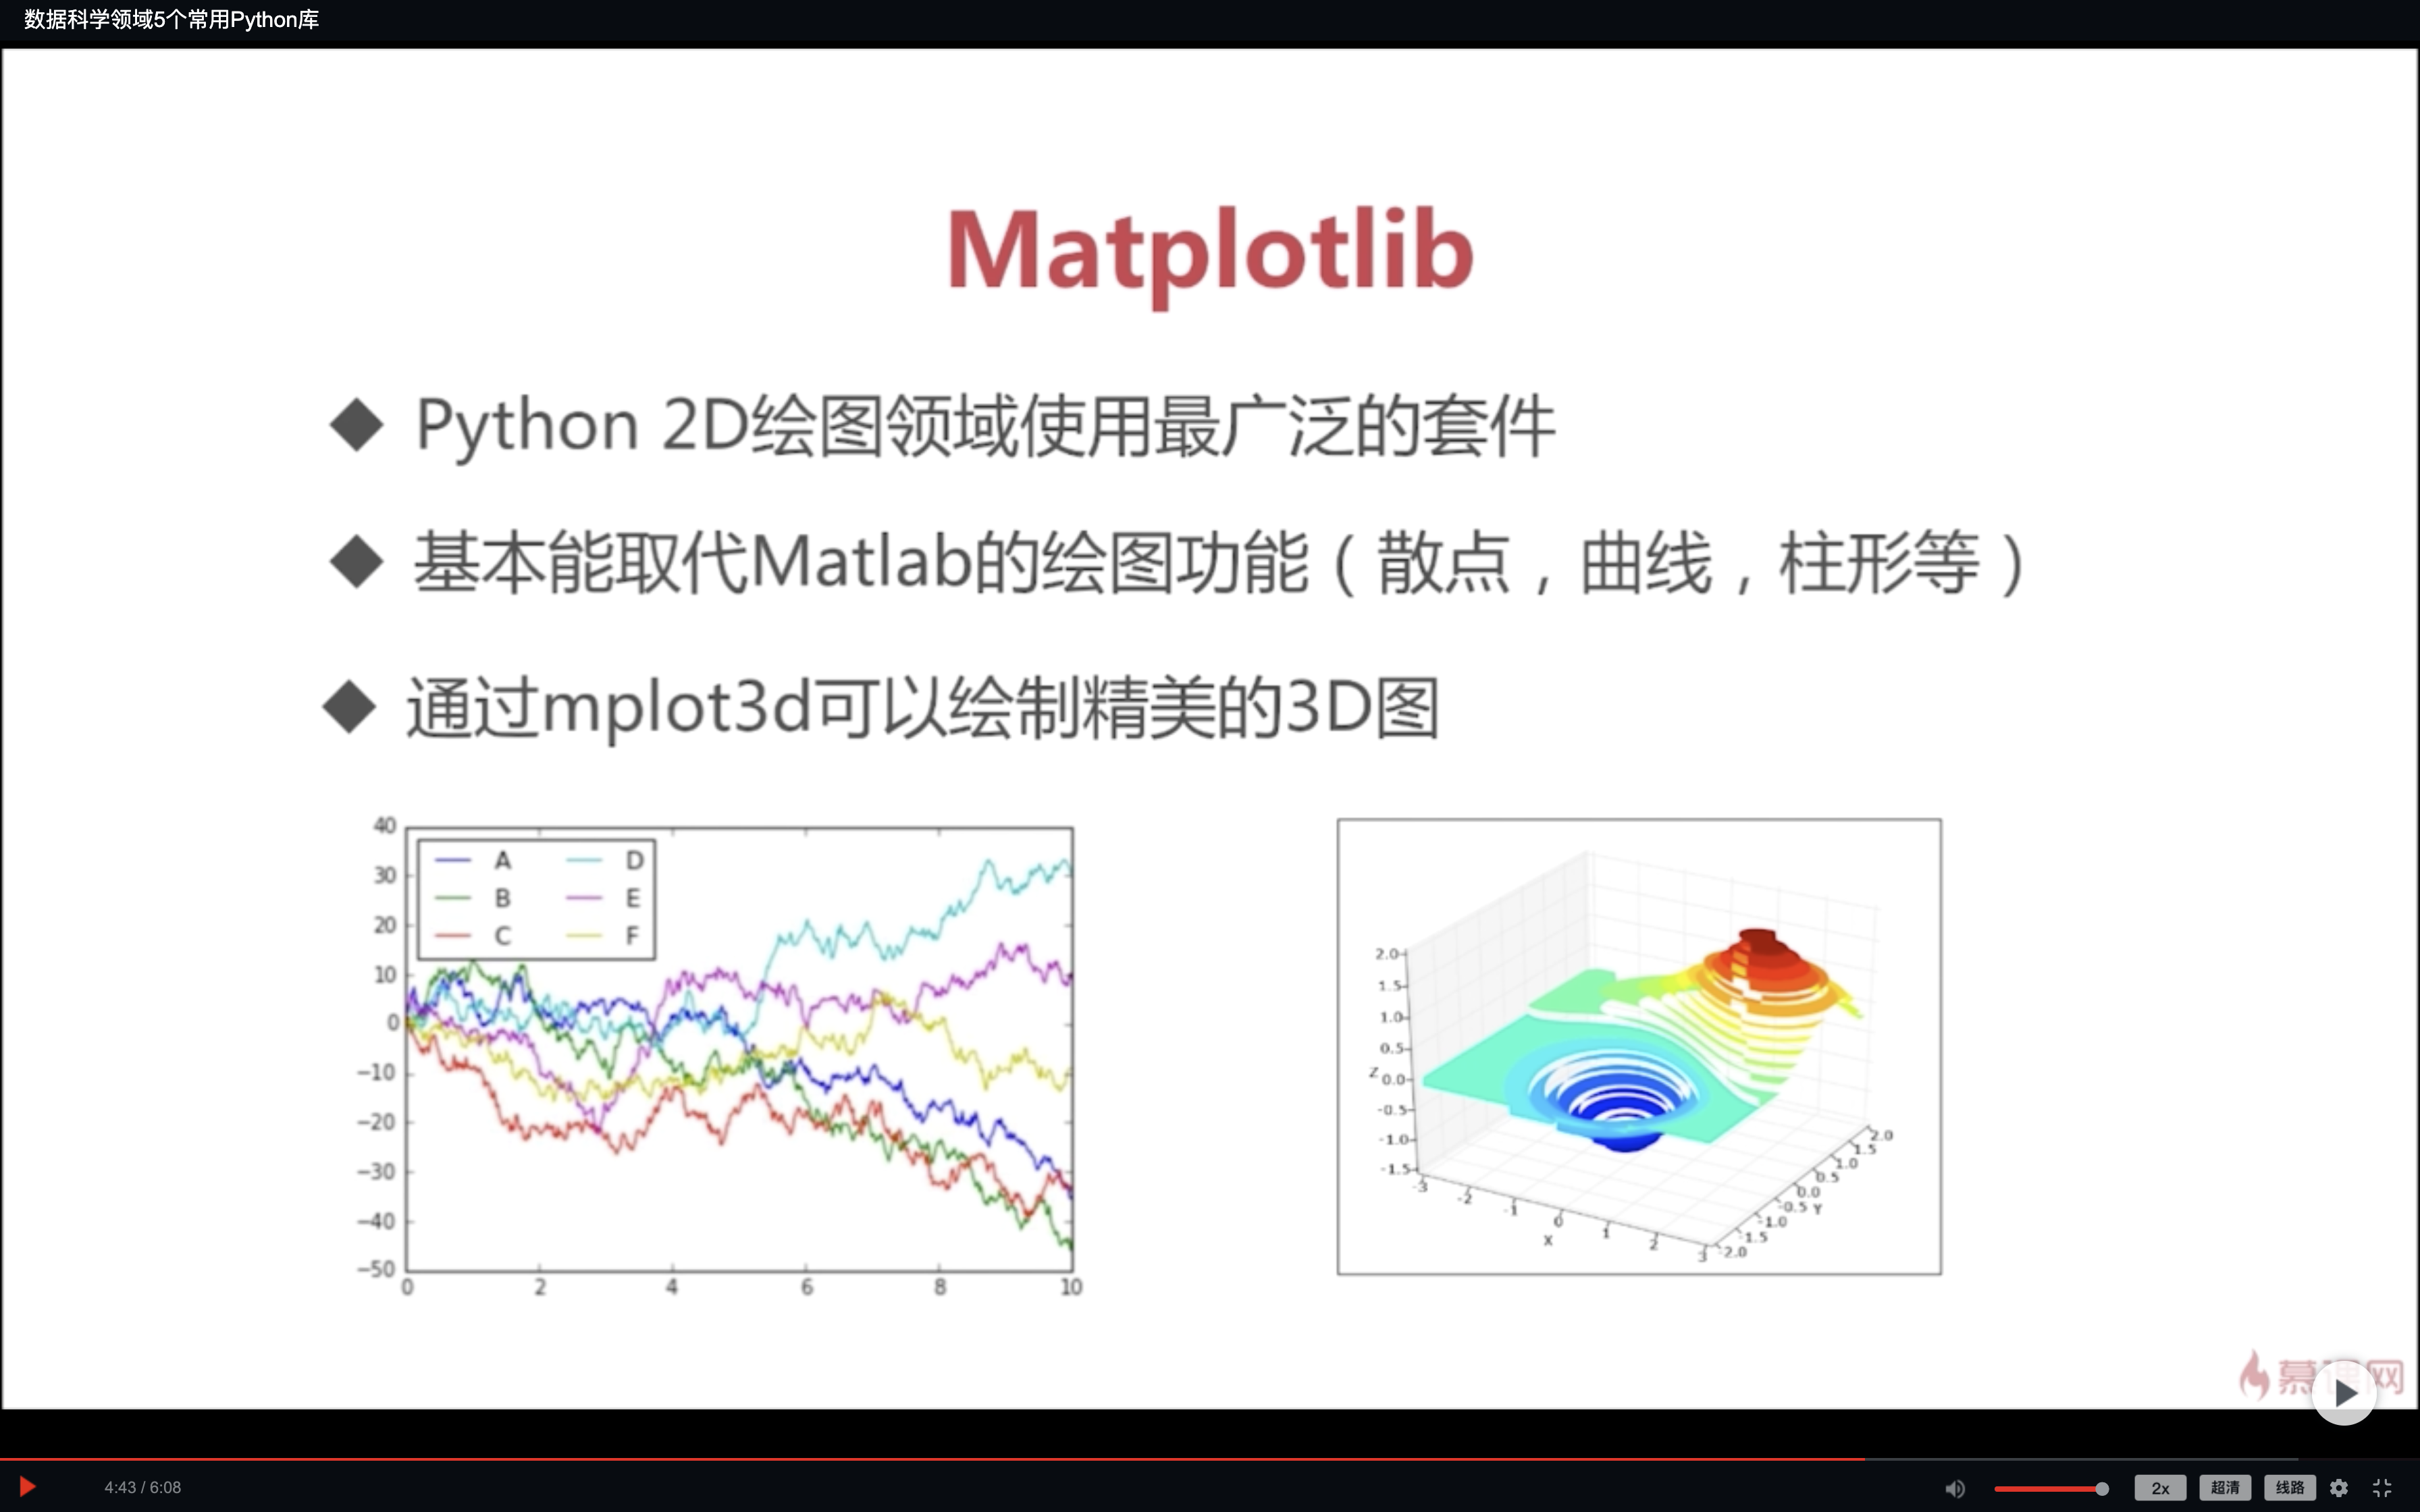 数据科学领域5个常用Python库
Matplotlib
◆ Python 2D绘图领域使用最广泛的套件
◆ 基本能取代Matlab的绘图功能（散点，曲线，柱形等）
◆ 通过mplot3d可以绘制精美的3D图
40
30
20
10
0
−10
−20
−30
−40
−50
0 2 4 6 8 10
A D
B E
C F
2.0
1.5
1.0
0.5
Z 0.0
-0.5
-1.0
-1.5
-3 -2 -1 0 1 2 3
X
2.0
1.5
1.0
0.5
0.0
-0.5 Y
-1.0
-1.5
-2.0
慕课网
4:43 / 6:08
2x 超清 线路